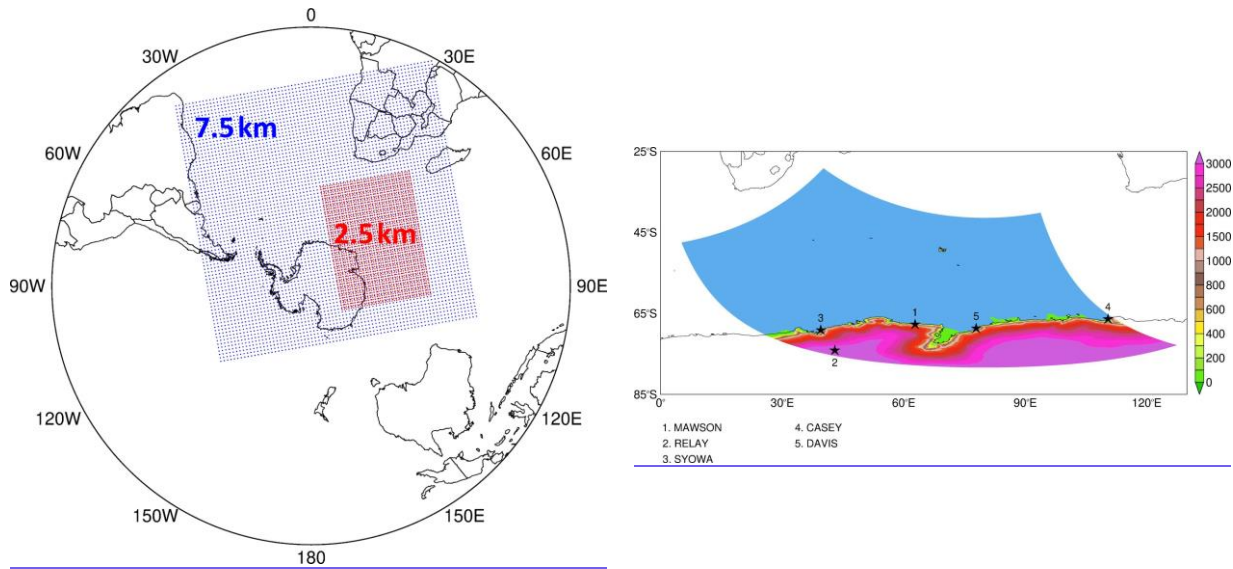 0
30W
30E
60W
60E
90W
90E
120W
120E
150W
150E
180
7.5 km
2.5 km
25°S
45°S
65°S
85°S
0°
30°E
60°E
90°E
120°E
3
1
5
4
2
3000
2500
2000
1500
1000
800
600
400
200
0
1. MAWSON 4. CASEY
2. RELAY 5. DAVIS
3. SYOWA